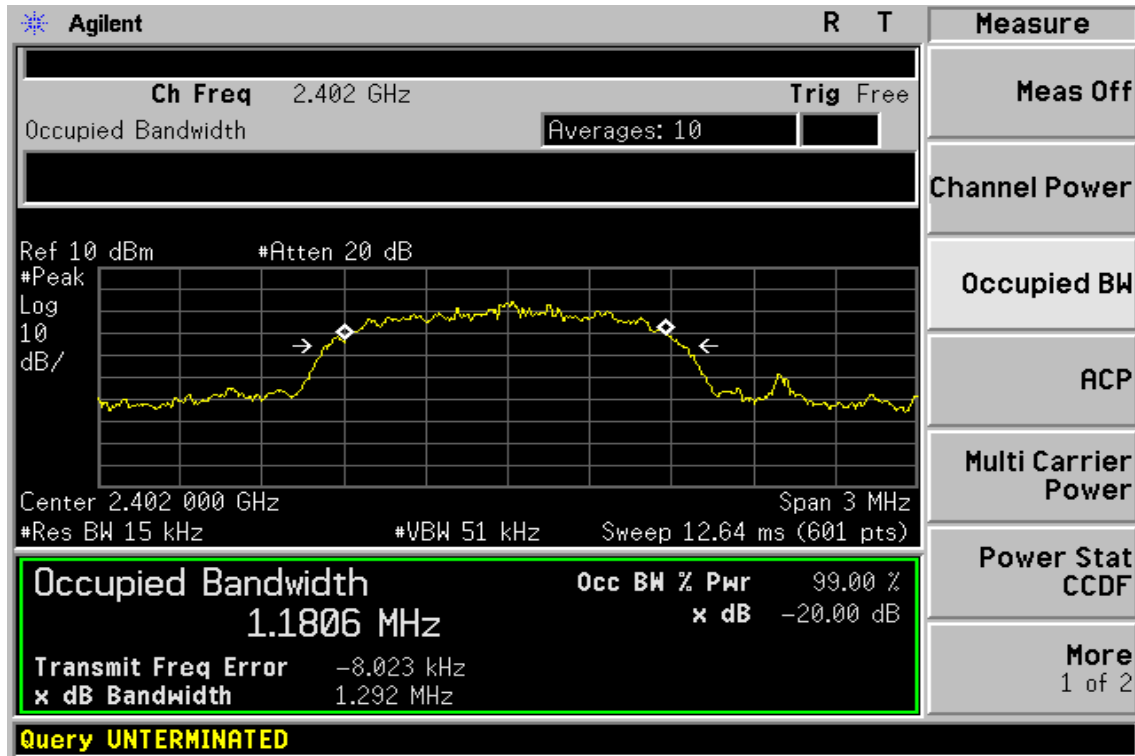 Agilent R T
Measure
Ch Freq 2.402 GHz Trig Free
Occupied Bandwidth Averages: 10
Meas Off
Channel Power
Occupied BW
ACP
Multi Carrier
Power
Power Stat
CCDF
More
1 of 2
Ref 10 dBm #Atten 20 dB
#Peak
Log
10
dB/
Center 2.402 000 GHz Span 3 MHz
#Res BW 15 kHz #VBW 51 kHz Sweep 12.64 ms (601 pts)
Occupied Bandwidth Occ BW % Pwr 99.00 %
1.1806 MHz x dB -20.00 dB
Transmit Freq Error -8.023 kHz
x dB Bandwidth 1.292 MHz
Query UNTERMINATED